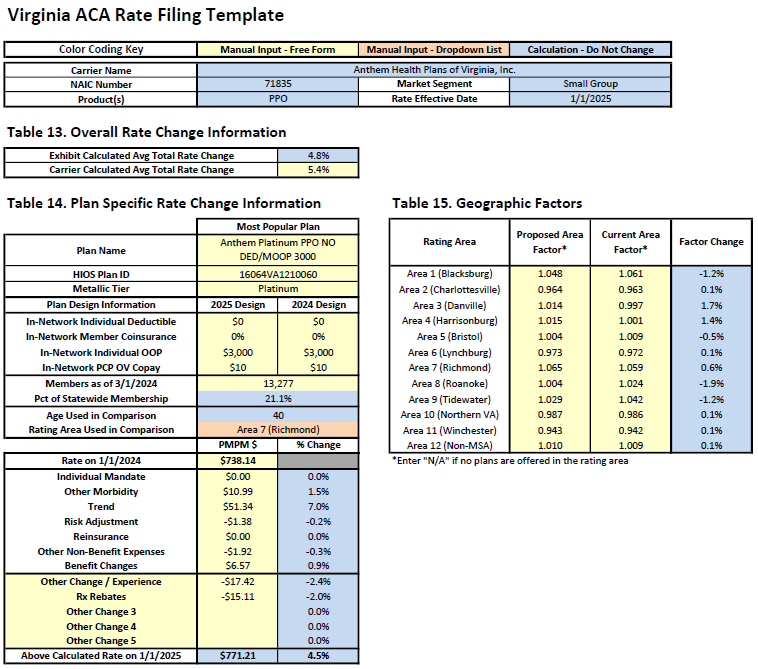 Virginia ACA Rate Filing Template
Color Coding Key Manual Input - Free Form Manual Input - Dropdown List Calculation - Do Not Change
Carrier Name Anthem Health Plans of Virginia, Inc.
NAIC Number 71835 Market Segment Small Group
Product(s) PPO Rate Effective Date 1/1/2025
Table 13. Overall Rate Change Information
Exhibit Calculated Avg Total Rate Change 4.8%
Carrier Calculated Avg Total Rate Change 5.4%
Table 14. Plan Specific Rate Change Information
Most Popular Plan
Plan Name Anthem Platinum PPO NO
DED/MOOP 3000
HIOS Plan ID 16064VA1210060
Metallic Tier Platinum
Plan Design Information 2025 Design 2024 Design
In-Network Individual Deductible $0 $0
In-Network Member Coinsurance 0% 0%
In-Network Individual OOP $3,000 $3,000
In-Network PCP OV Copay $10 $10
Members as of 3/1/2024 13,277
Pct of Statewide Membership 21.1%
Age Used in Comparison 40
Rating Area Used in Comparison Area 7 (Richmond)
PMPM $ % Change
Rate on 1/1/2024 $738.14
Individual Mandate $0.00 0.0%
Other Morbidity $10.99 1.5%
Trend $51.34 7.0%
Risk Adjustment -$1.38 -0.2%
Reinsurance $0.00 0.0%
Other Non-Benefit Expenses -$1.92 -0.3%
Benefit Changes $6.57 0.9%
Other Change / Experience -$17.42 -2.4%
Rx Rebates -$15.11 -2.0%
Other Change 3 0.0%
Other Change 4 0.0%
Other Change 5 0.0%
Above Calculated Rate on 1/1/2025 $771.21 4.5%
Table 15. Geographic Factors
Rating Area Proposed Area Factor* Current Area Factor* Factor Change
Area 1 (Blacksburg) 1.048 1.061 -1.2%
Area 2 (Charlottesville) 0.964 0.963 0.1%
Area 3 (Danville) 1.014 0.997 1.7%
Area 4 (Harrisonburg) 1.015 1.001 1.4%
Area 5 (Bristol) 1.004 1.009 -0.5%
Area 6 (Lynchburg) 0.973 0.972 0.1%
Area 7 (Richmond) 1.065 1.059 0.6%
Area 8 (Roanoke) 1.004 1.024 -1.9%
Area 9 (Tidewater) 1.029 1.042 -1.2%
Area 10 (Northern VA) 0.987 0.986 0.1%
Area 11 (Winchester) 0.943 0.942 0.1%
Area 12 (Non-MSA) 1.010 1.009 0.1%
*Enter "N/A" if no plans are offered in the rating area